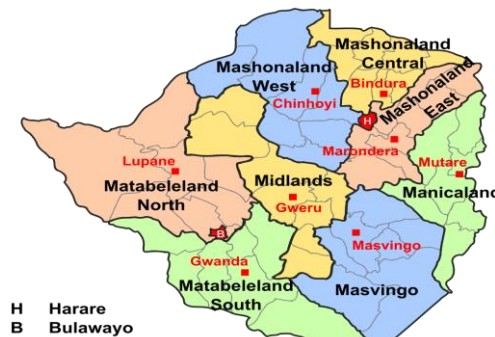 Mashonaland
Central
Bindura
Mashonaland
West
Chinhoyi
Mashonaland
East
H
Marondera
Mutare
Manicaland
Lupane
Matabeleland
North
Midlands
Gweru
B
Masvingo
Gwanda
Matabeleland
South
Masvingo
H Harare
B Bulawayo